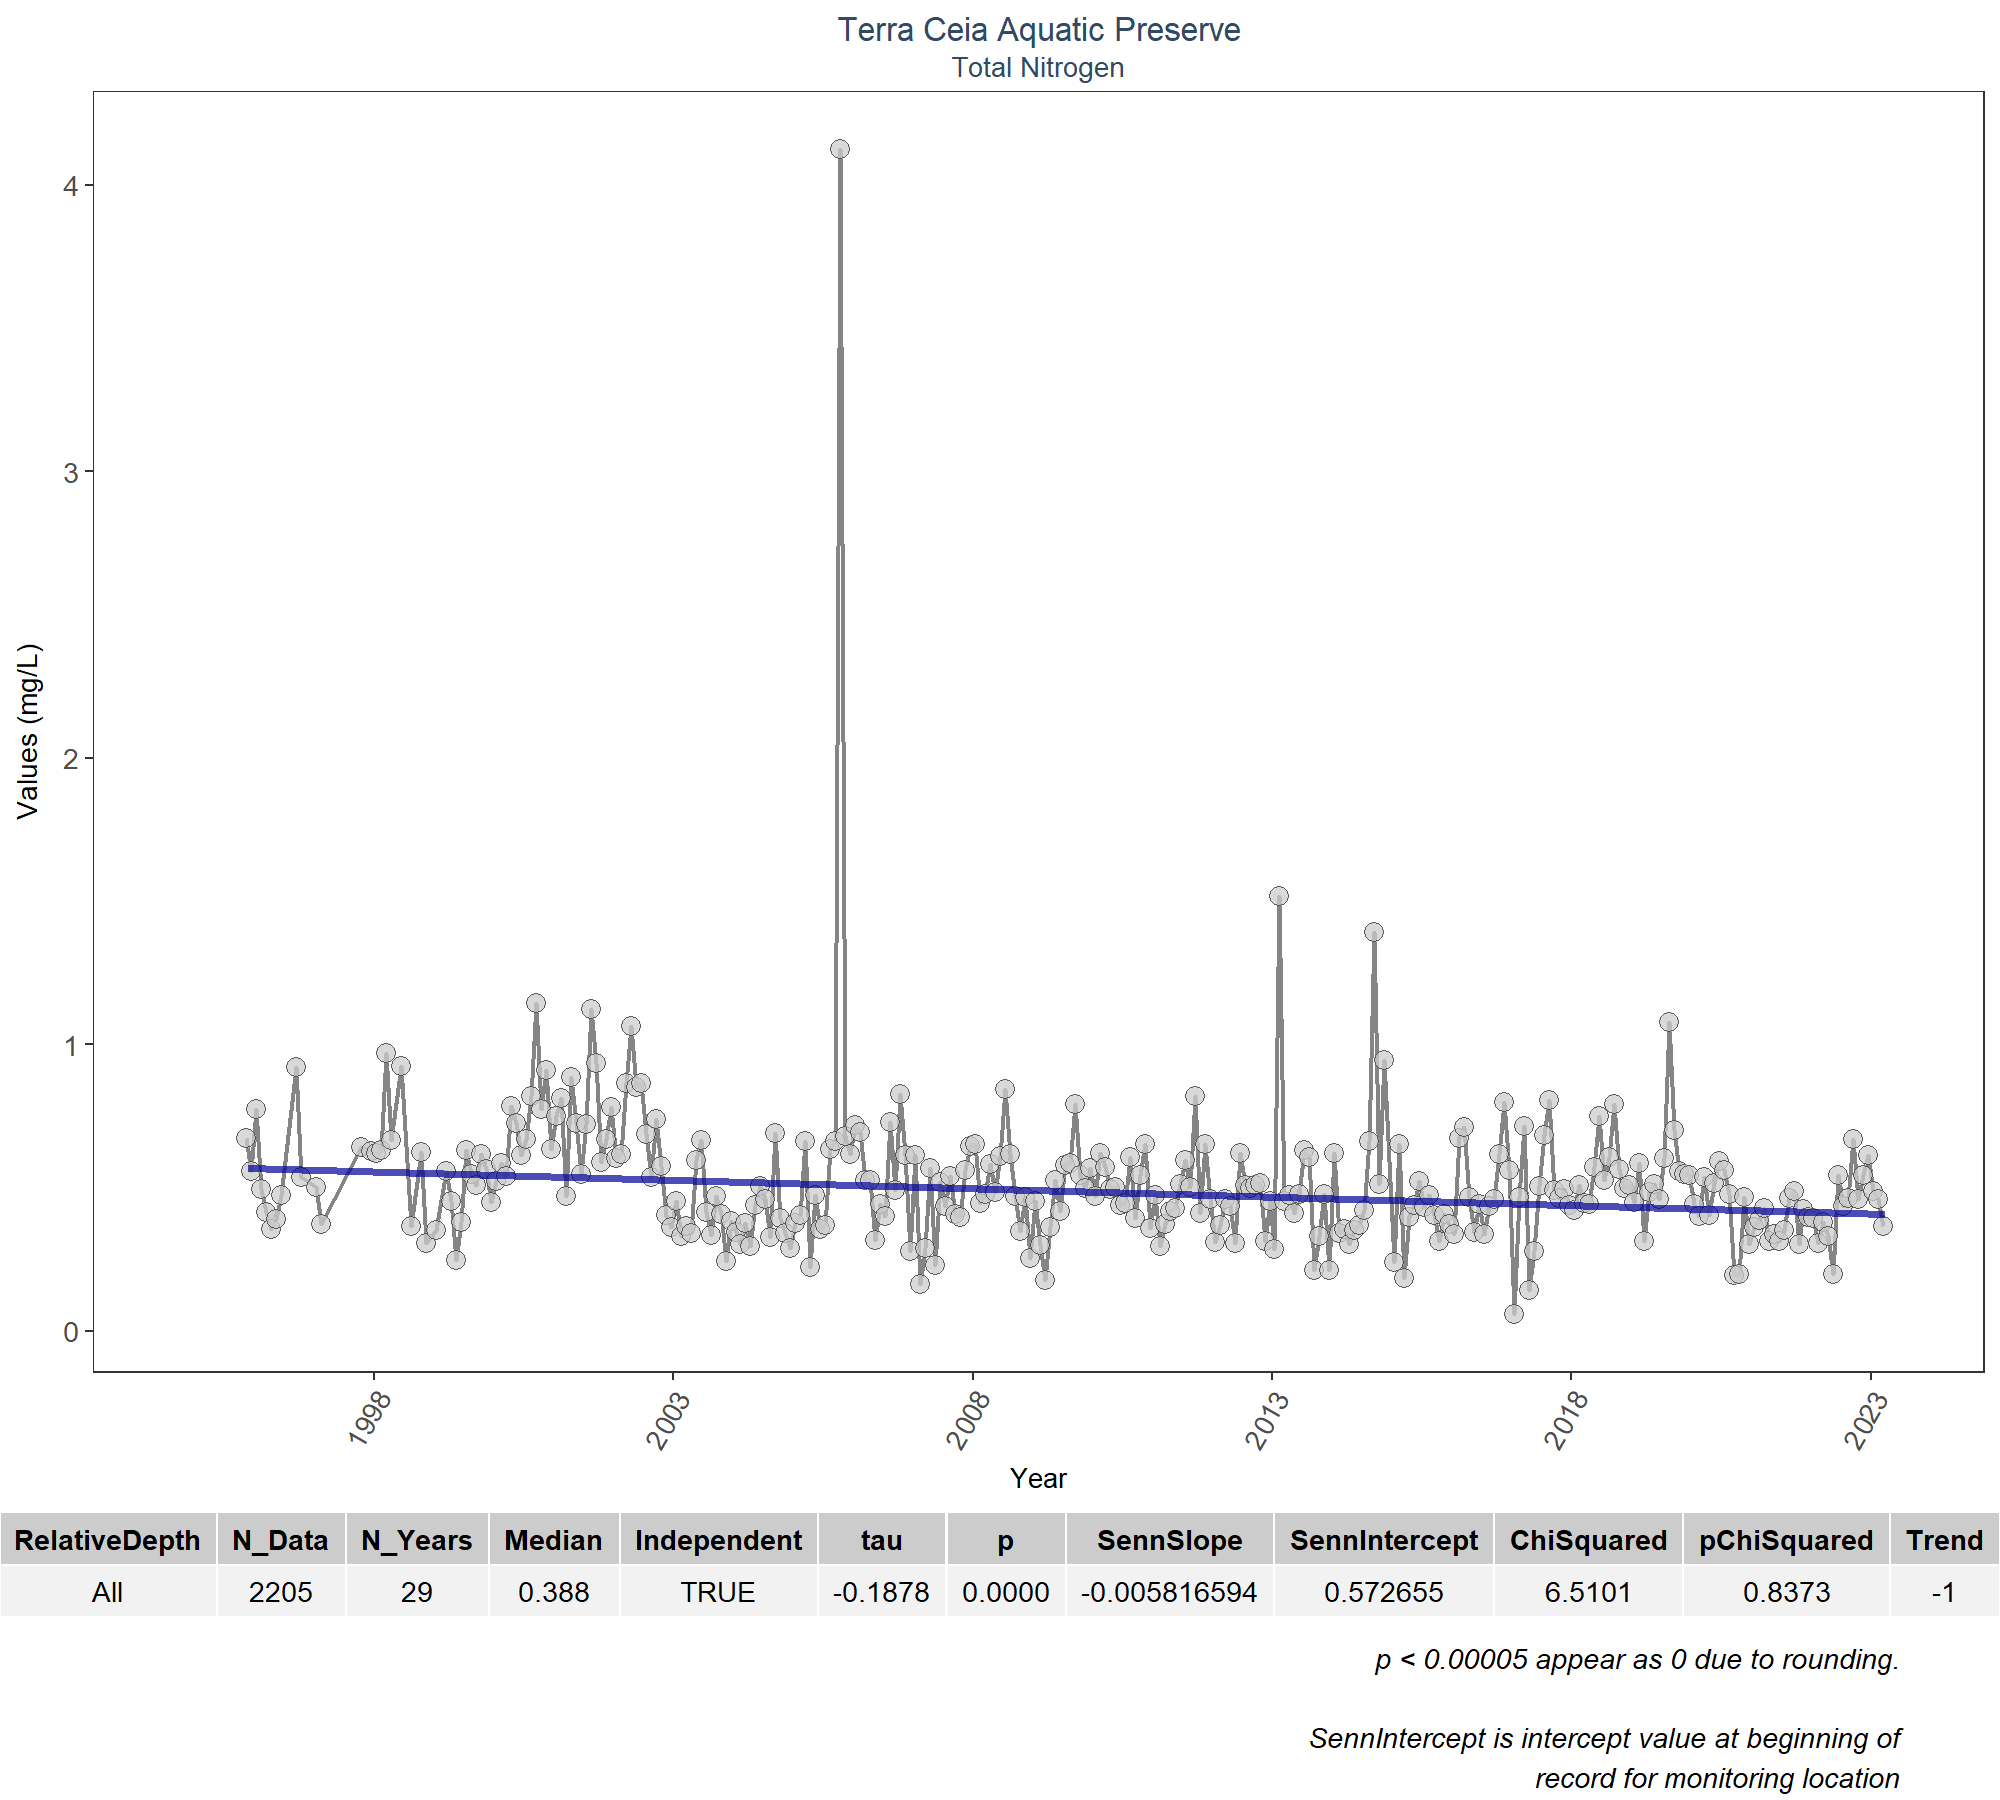 Terra Ceia Aquatic Preserve
Total Nitrogen
Values (mg/L)
4
3
2
1
0
1998 2003 2008 2013 2018 2023
Year
RelativeDepth N_Data N_Years Median Independent tau p SennSlope SennIntercept ChiSquared pChiSquared Trend
All 2205 29 0.388 TRUE -0.1878 0.0000 -0.005816594 0.572655 6.5101 0.8373 -1
p < 0.00005 appear as 0 due to rounding.
SennIntercept is intercept value at beginning of
record for monitoring location